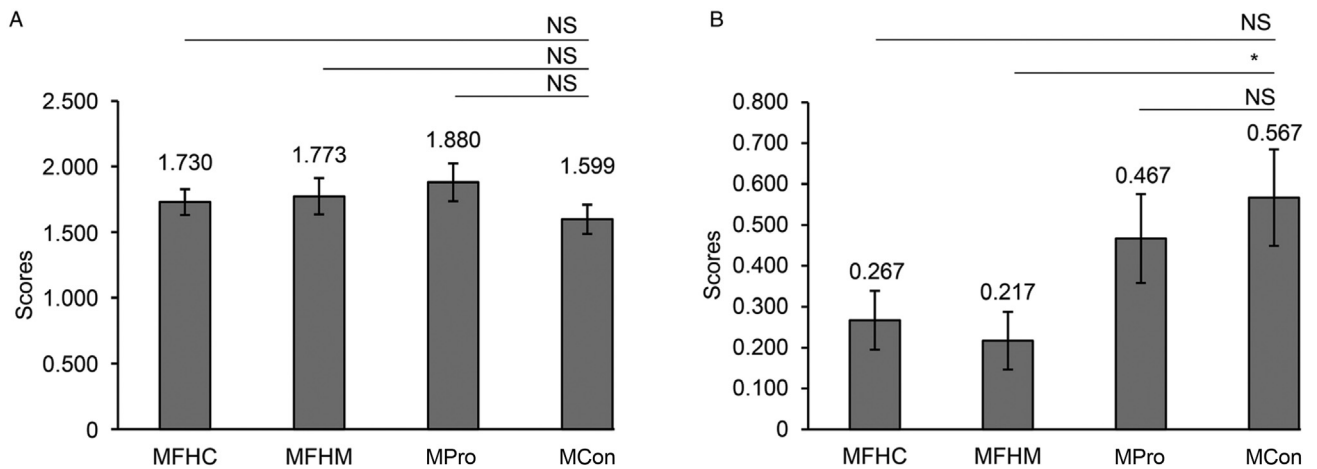 A
NS
NS
NS
2.500
2.000
1.500
1.000
0.500
0
Scores
1.730
1.773
1.880
1.599
MFHC
MFHM
MPro
MCon
B
NS
*
NS
0.800
0.700
0.600
0.500
0.400
0.300
0.200
0.100
0
Scores
0.267
0.217
0.467
0.567
MFHC
MFHM
MPro
MCon